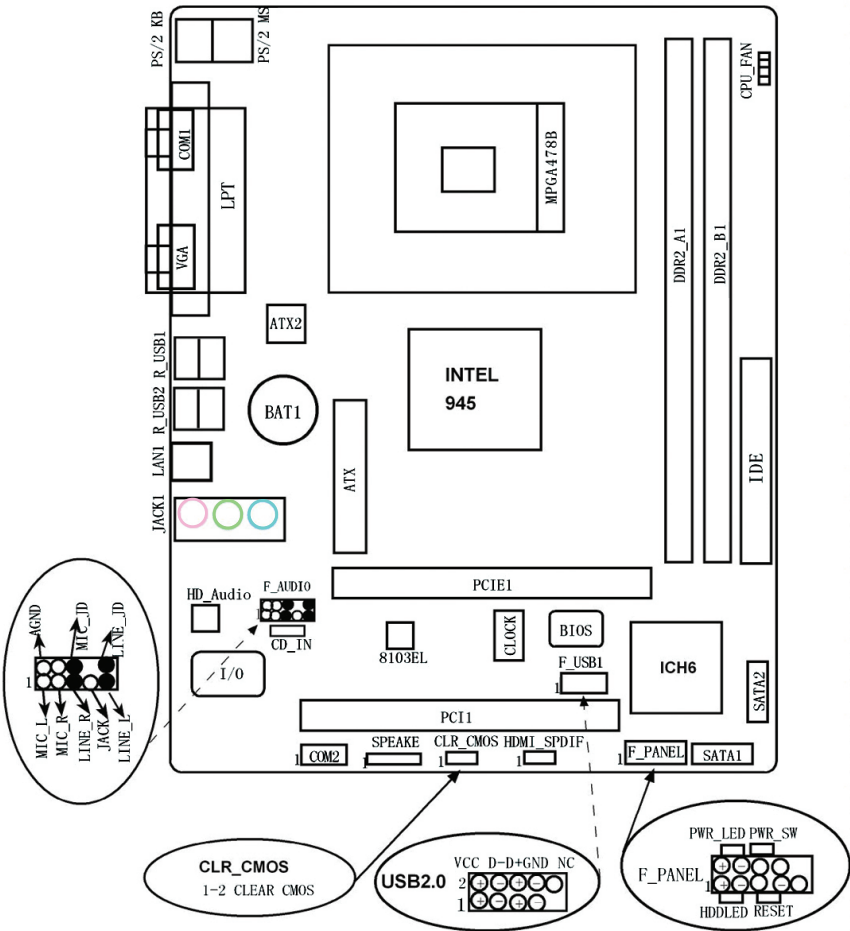 PS/2 KB
PS/2 MS
CPU_FAN
COM1
LPT
VGA
MPGA478B
DDR2_A1
DDR2_B1
ATX2
R_USB1
R_USB2
BAT1
INTEL
945
LAN1
ATX
IDE
JACK1
PCIE1
HD_Audio
F_AUDIO
1
CD_IN
I/O
8103EL
CLOCK
BIOS
F_USB1
1
ICH6
SATA2
PCI1
COM2
1
SPEAKE
1
CLR_CMOS
1
HDMI_SPDIF
1
F_PANEL
1
SATA1
AGND
MIC_JD
LINE_JD
1
MIC_L
MIC_R
LINE_R
JACK
LINE_L
CLR_CMOS
1-2 CLEAR CMOS
USB2.0
VCC D-D+GND NC
2
1
PWR_LED PWR_SW
F_PANEL
1
HDDLED RESET